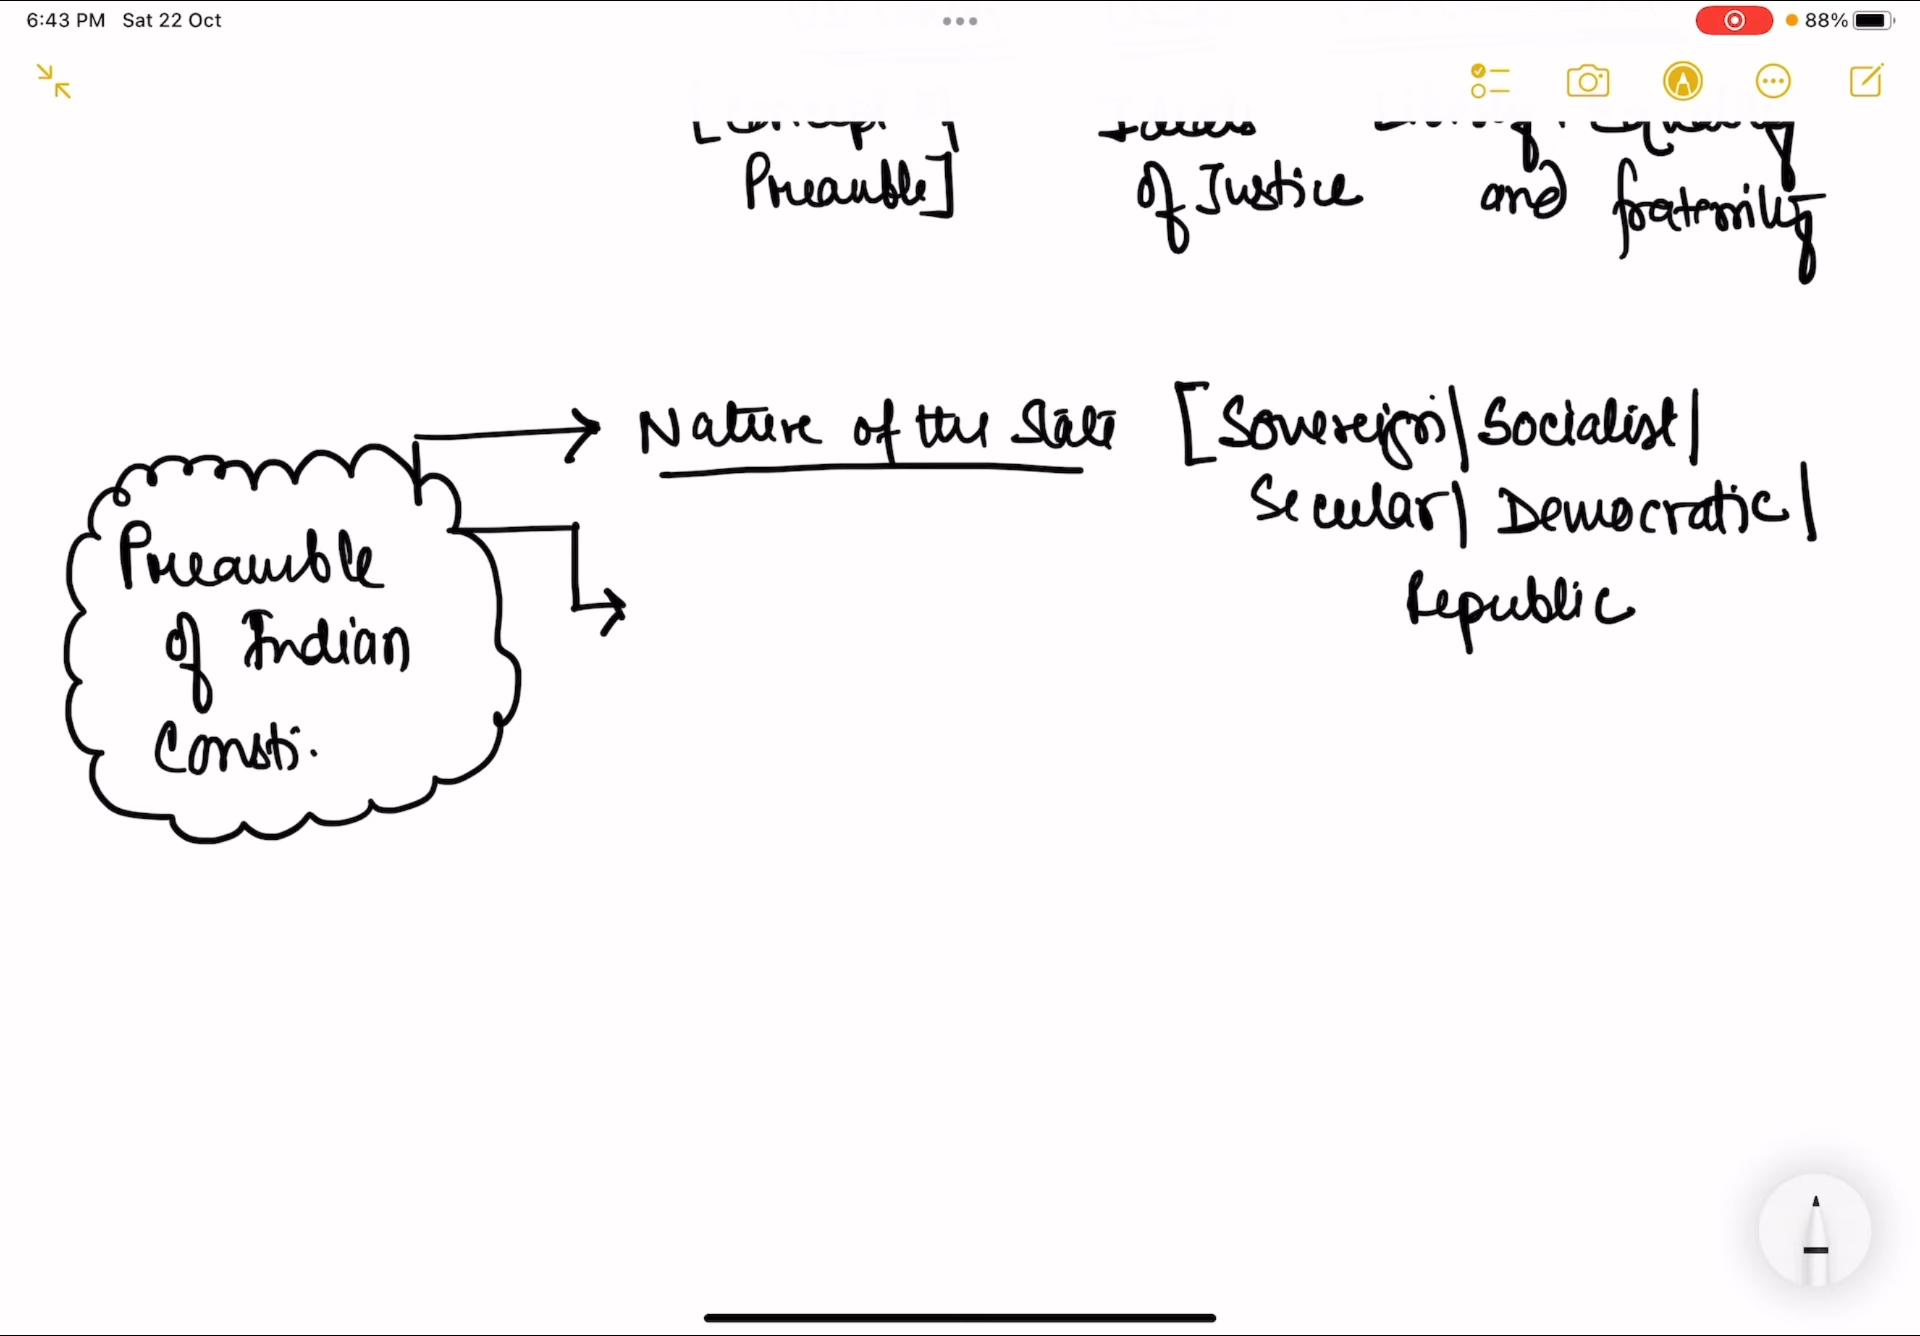 6:43 PM Sat 22 Oct
88%
Preamble]
of Justice
and fraternity
Nature of the State [Sovereign| Socialist|
Secular| Democratic|
Republic
Preamble
of Indian
Consti.